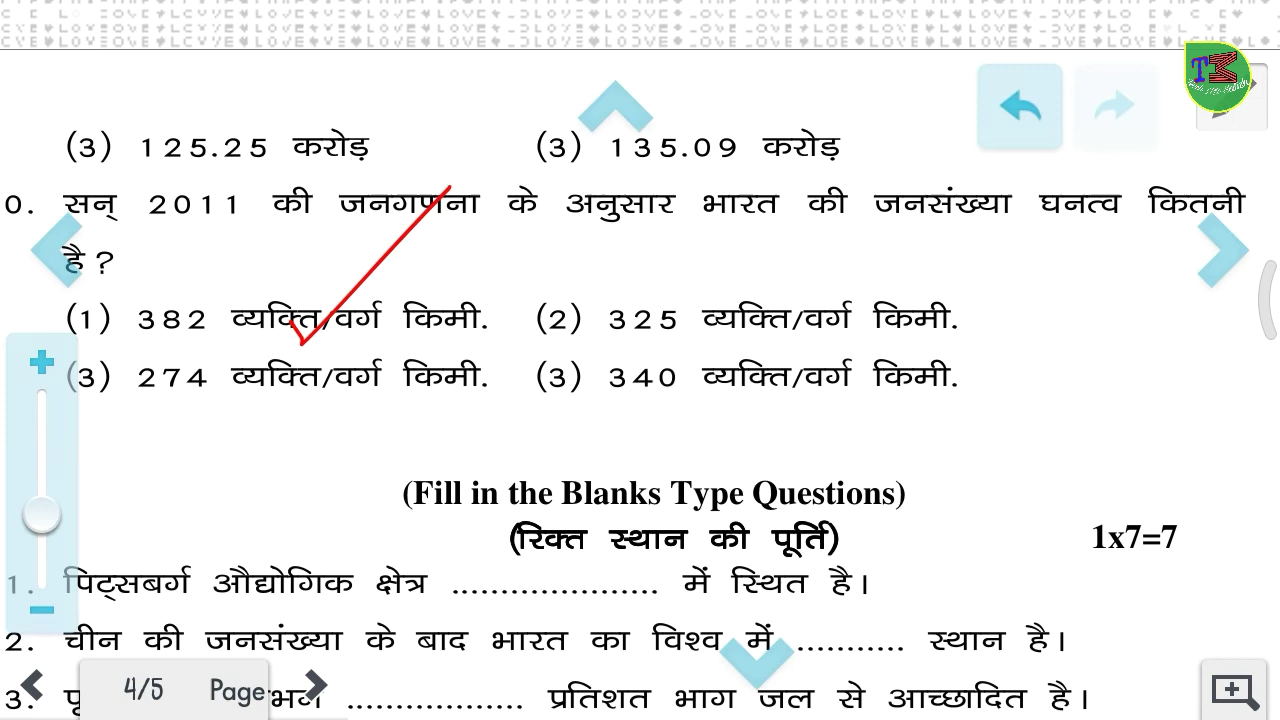 (3) 125.25 करोड़ (3) 135.09 करोड़
0. सन् 2011 की जनगणना के अनुसार भारत की जनसंख्या घनत्व कितनी
है ?
(1) 382 व्यक्ति/वर्ग किमी. (2) 325 व्यक्ति/वर्ग किमी.
(3) 274 व्यक्ति/वर्ग किमी. (3) 340 व्यक्ति/वर्ग किमी.
(Fill in the Blanks Type Questions)
(रिक्त स्थान की पूर्ति) 1x7=7
1. पिट्सबर्ग औद्योगिक क्षेत्र ..................... में स्थित है।
2. चीन की जनसंख्या के बाद भारत का विश्व में ........... स्थान है।
3. .................. प्रतिशत भाग जल से आच्छादित है।
4/5 Page